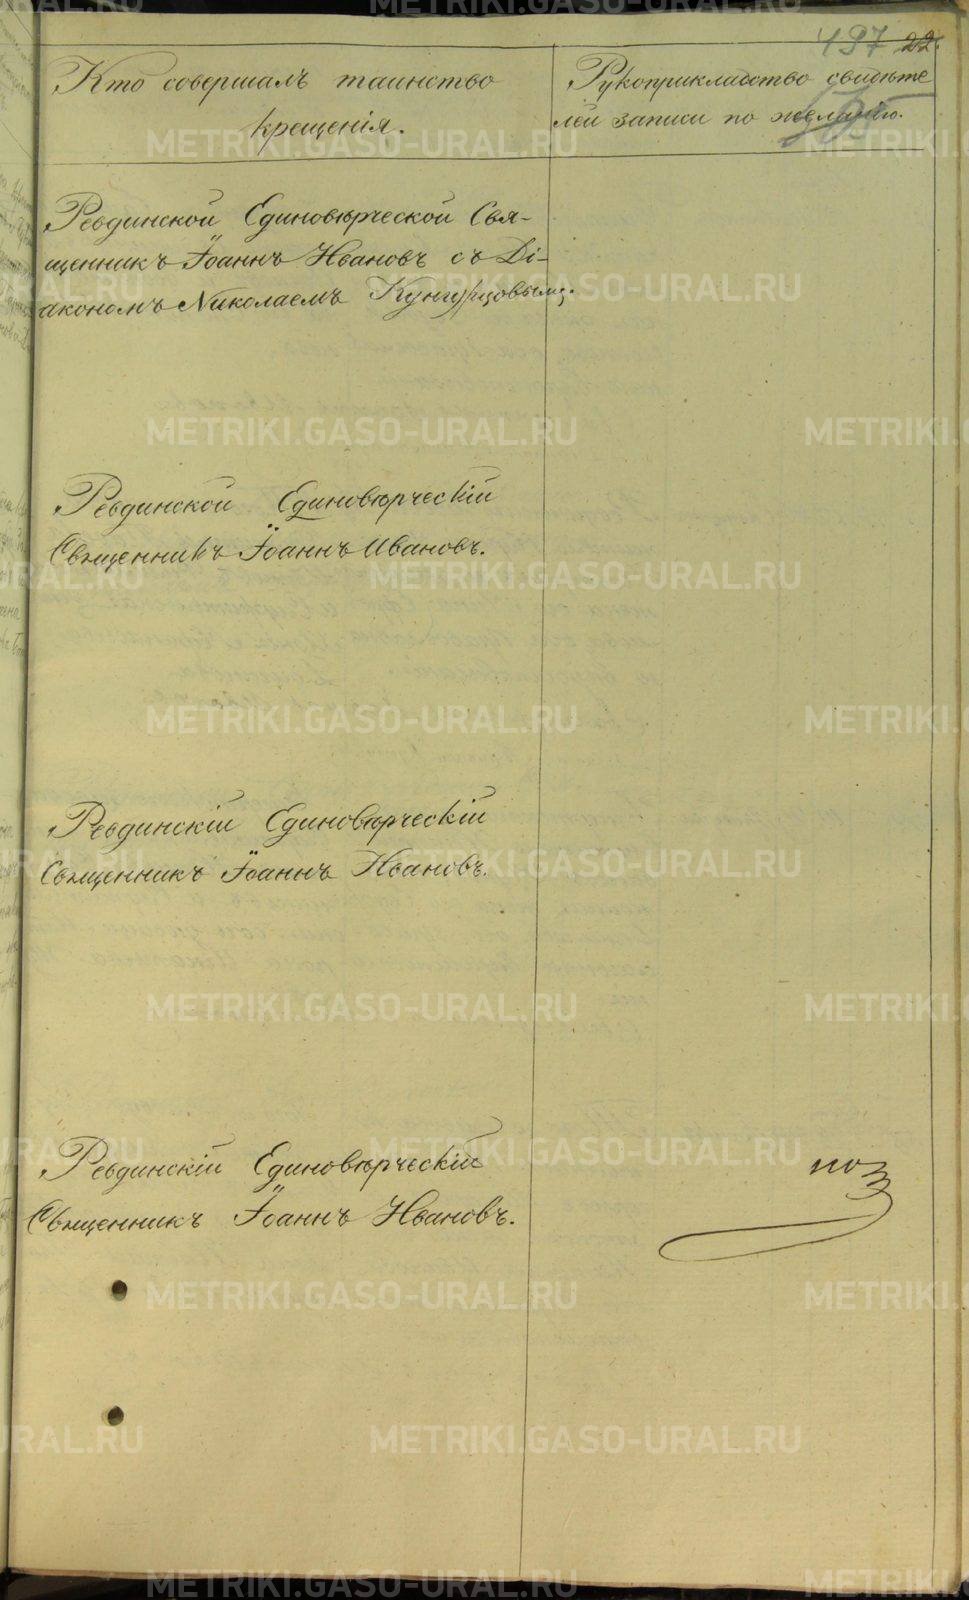 497 22.
Кто совершалъ таинство
крещенія.
Рукоприкладство свидѣте
лей записи по желанію.
Ревдинской Единовѣрческой Свя-
щенникъ Іоаннъ Ивановъ съ Ді-
акономъ Николаемъ Кунгурцовымъ.
Ревдинской Единовѣрческій
Священникъ Іоаннъ Ивановъ.
Ревдинскій Единовѣрческій
Священникъ Іоаннъ Ивановъ.
Ревдинскій Единовѣрческій
Священникъ Іоаннъ Ивановъ.
METRIKI.GASO-URAL.RU